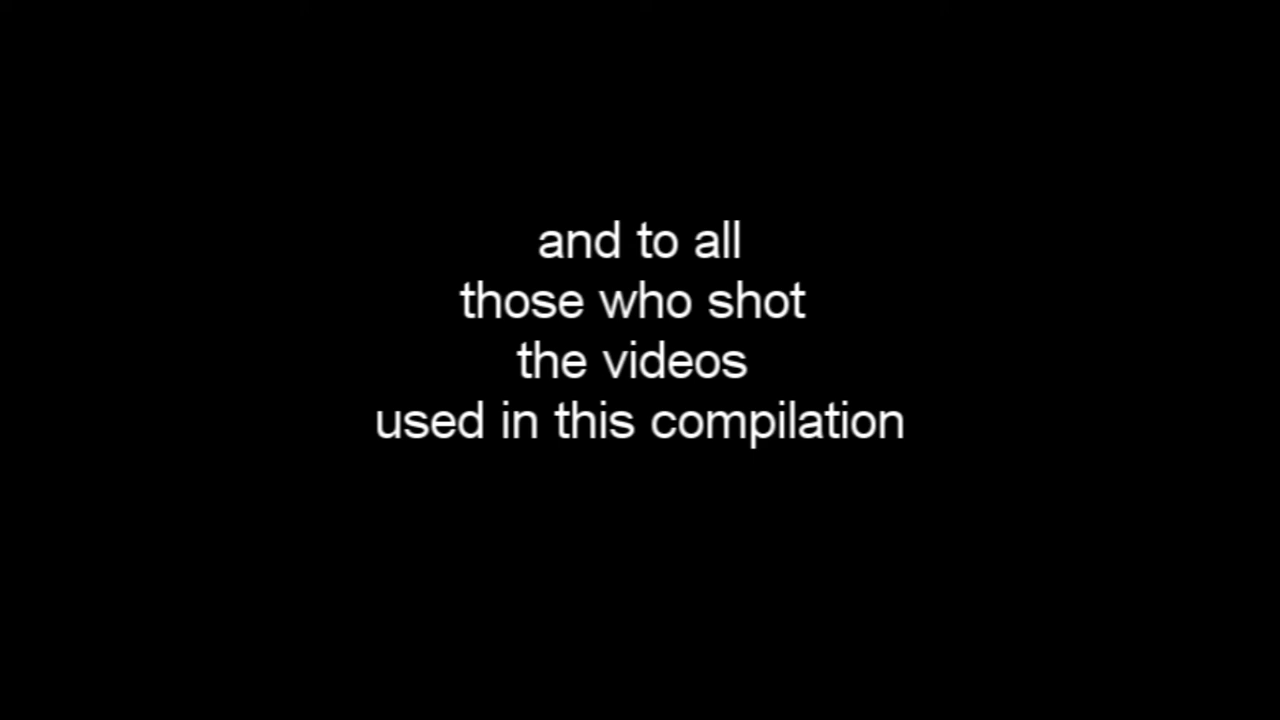 and to all
those who shot
the videos
used in this compilation